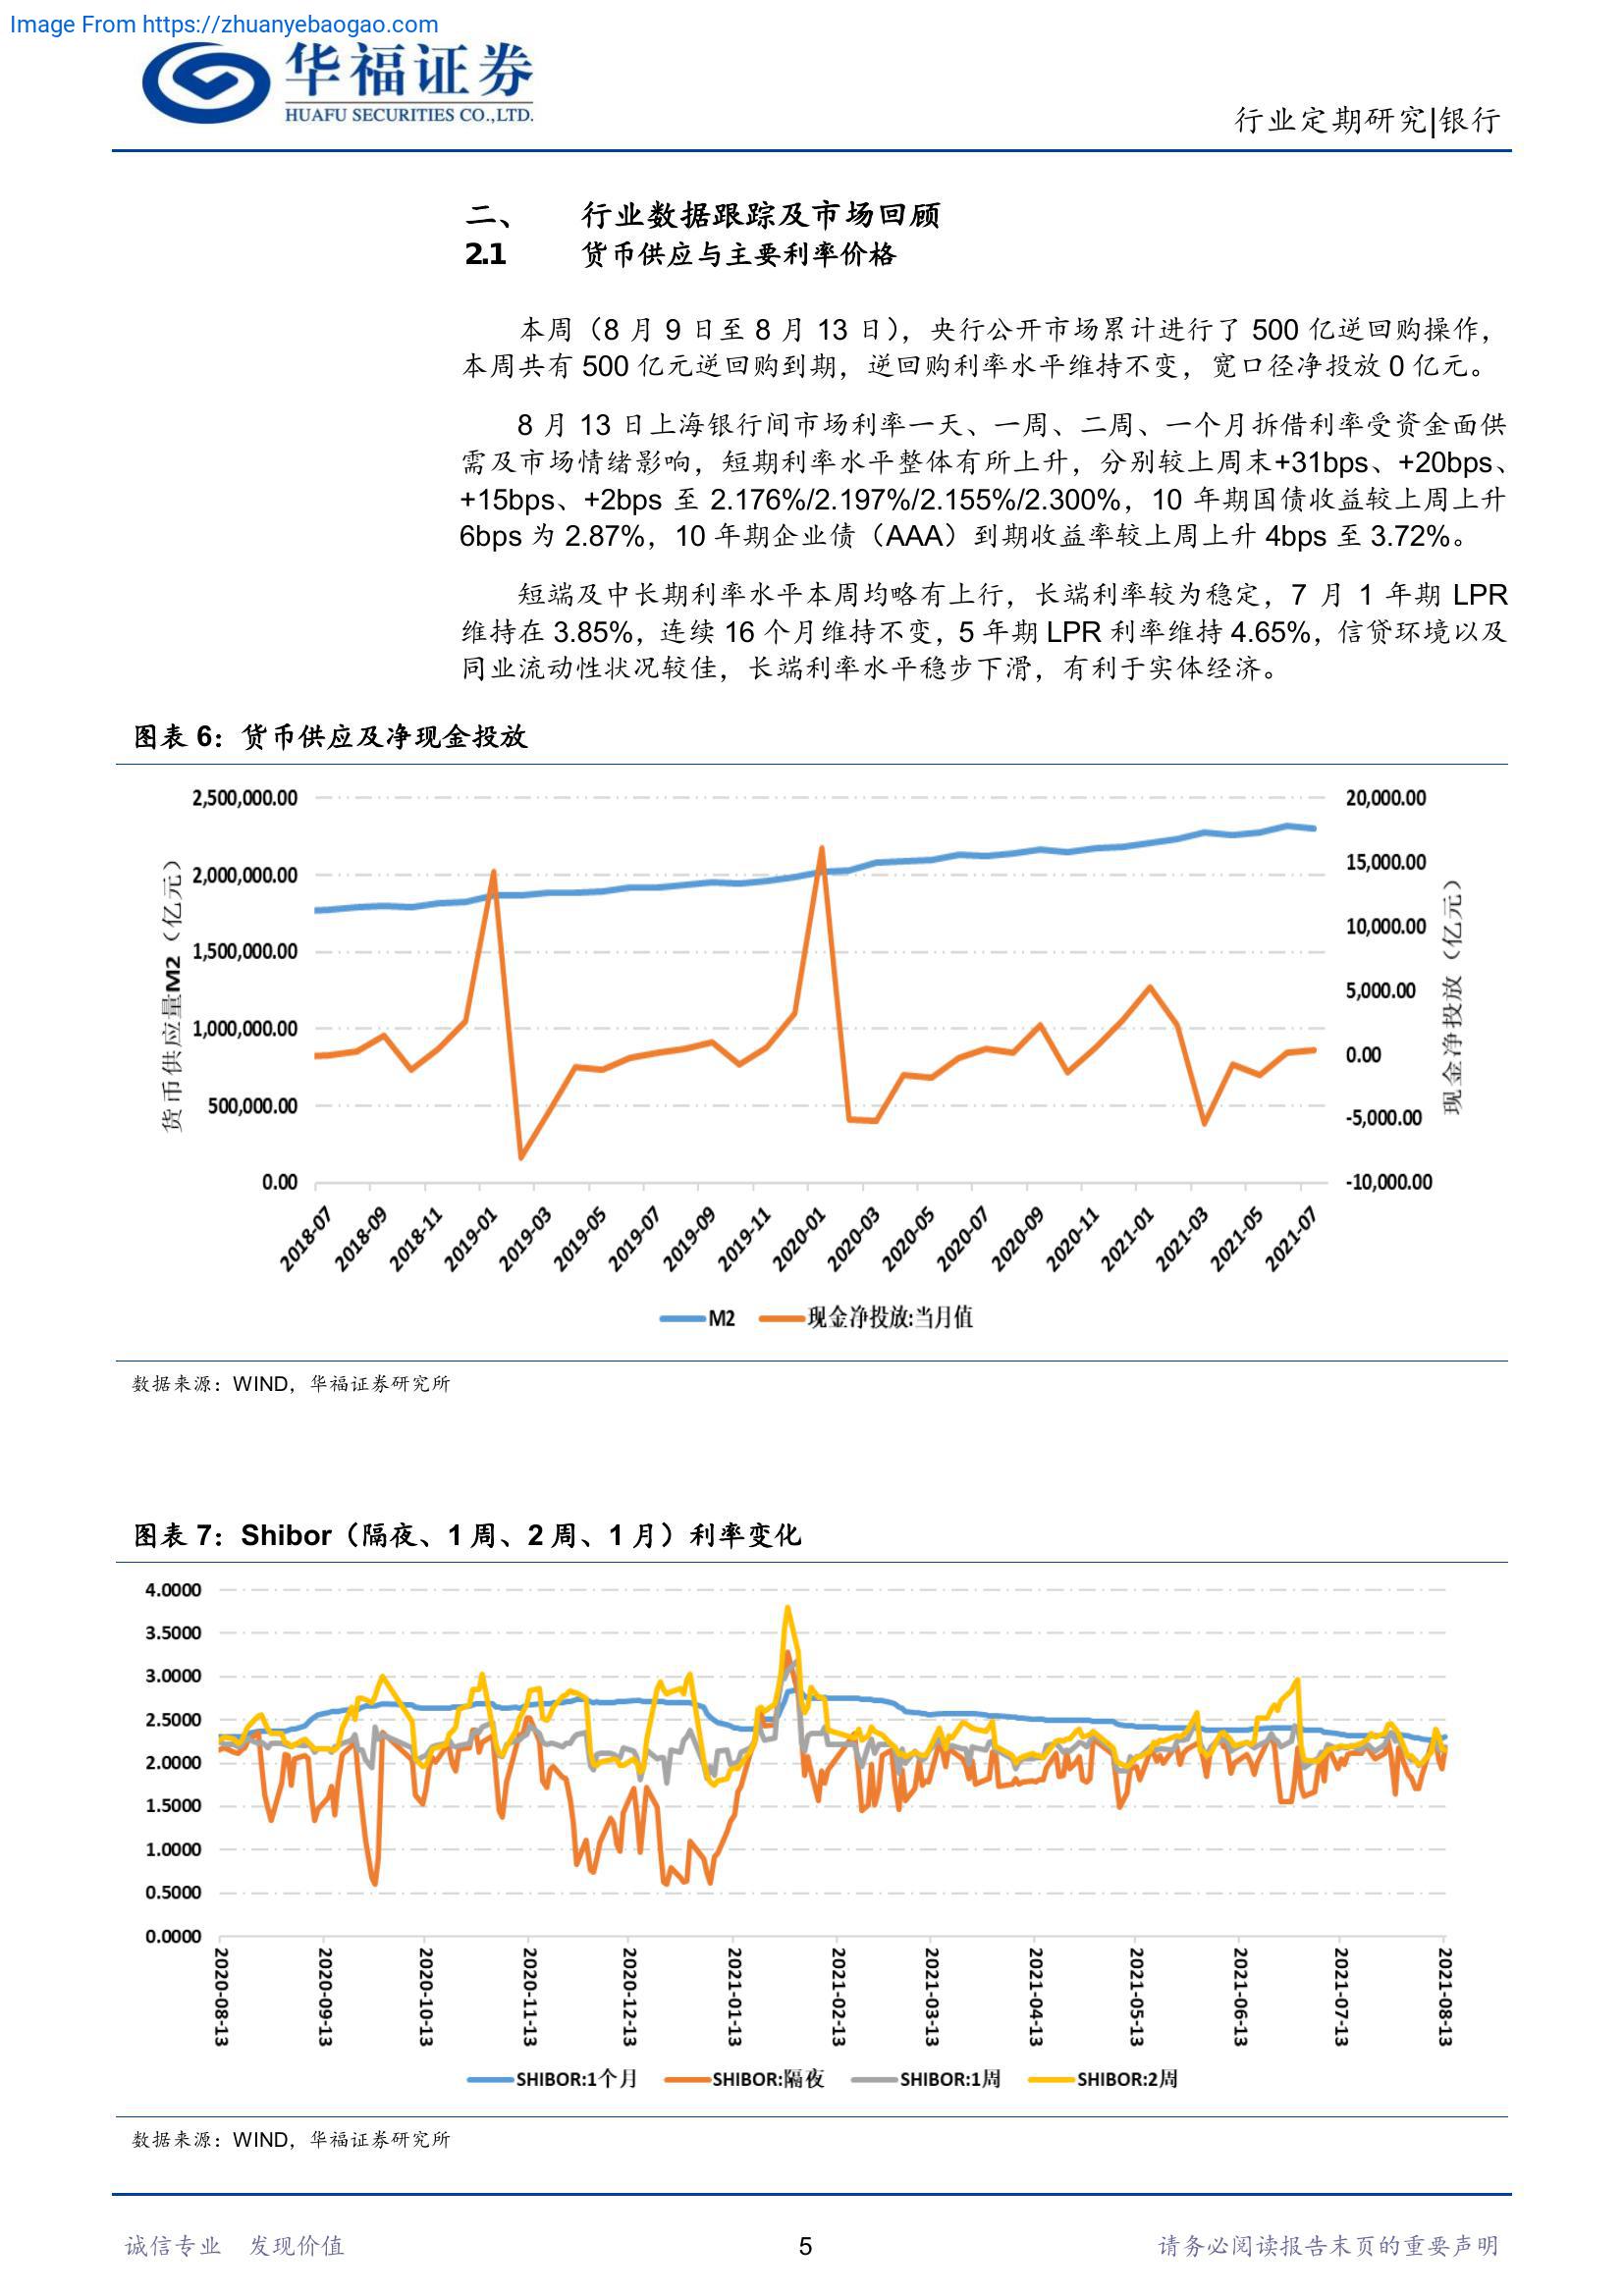 Image From https://zhuanyebaogao.com
华福证券
HUAFU SECURITIES CO.,LTD.
行业定期研究|银行
二、 行业数据跟踪及市场回顾
2.1 货币供应与主要利率价格
本周（8 月 9 日至 8 月 13 日），央行公开市场累计进行了 500 亿逆回购操作，
本周共有 500 亿元逆回购到期，逆回购利率水平维持不变，宽口径净投放 0 亿元。
8 月 13 日上海银行间市场利率一天、一周、二周、一个月拆借利率受资金面供
需及市场情绪影响，短期利率水平整体有所上升，分别较上周末+31bps、+20bps、
+15bps、+2bps 至 2.176%/2.197%/2.155%/2.300%，10 年期国债收益较上周上升
6bps 为 2.87%，10 年期企业债（AAA）到期收益率较上周上升 4bps 至 3.72%。
短端及中长期利率水平本周均略有上行，长端利率较为稳定，7 月 1 年期 LPR
维持在 3.85%，连续 16 个月维持不变，5 年期 LPR 利率维持 4.65%，信贷环境以及
同业流动性状况较佳，长端利率水平稳步下滑，有利于实体经济。
图表 6：货币供应及净现金投放
货币供应量M2（亿元）
2,500,000.00
2,000,000.00
1,500,000.00
1,000,000.00
500,000.00
0.00
20,000.00
15,000.00
10,000.00
5,000.00
0.00
-5,000.00
-10,000.00
现金净投放（亿元）
2018-07
2018-09
2018-11
2019-01
2019-03
2019-05
2019-07
2019-09
2019-11
2020-01
2020-03
2020-05
2020-07
2020-09
2020-11
2021-01
2021-03
2021-05
2021-07
M2 现金净投放:当月值
数据来源：WIND，华福证券研究所
图表 7：Shibor（隔夜、1 周、2 周、1 月）利率变化
4.0000
3.5000
3.0000
2.5000
2.0000
1.5000
1.0000
0.5000
0.0000
2020-08-13
2020-09-13
2020-10-13
2020-11-13
2020-12-13
2021-01-13
2021-02-13
2021-03-13
2021-04-13
2021-05-13
2021-06-13
2021-07-13
2021-08-13
SHIBOR:1个月 SHIBOR:隔夜 SHIBOR:1周 SHIBOR:2周
数据来源：WIND，华福证券研究所
诚信专业 发现价值 5 请务必阅读报告末页的重要声明